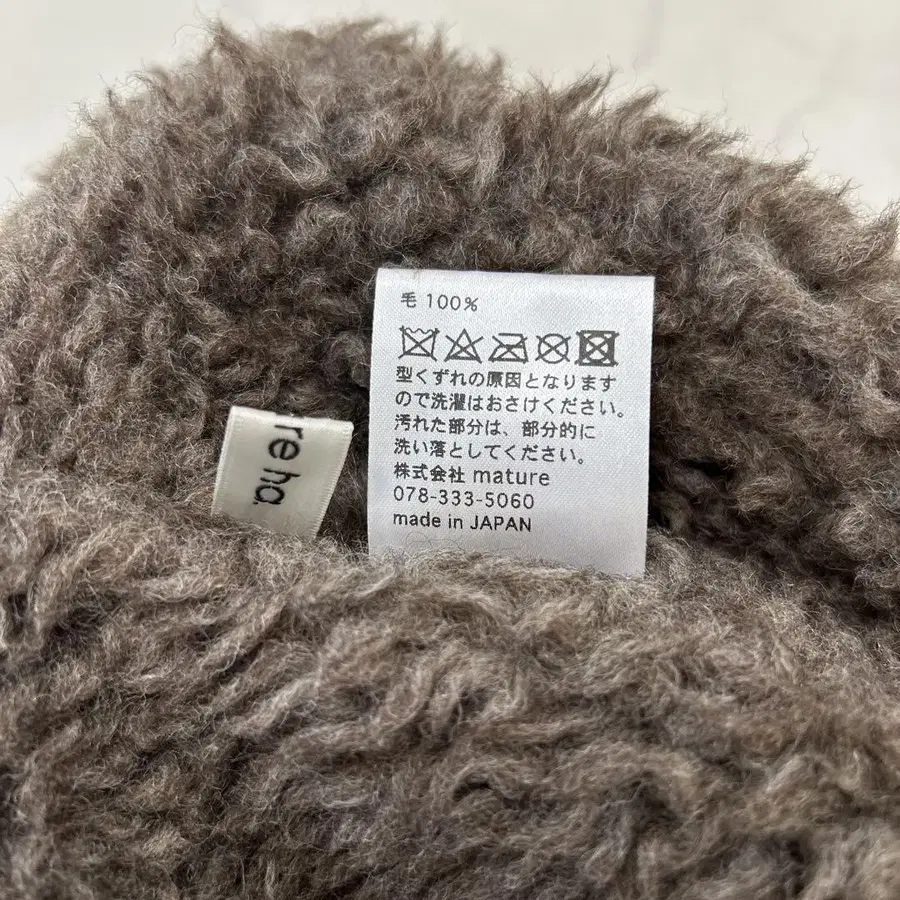 毛 100%
型くずれの原因となります
ので洗濯はおさけください。
汚れた部分は、部分的に
洗い落としてください。
株式会社 mature
078-333-5060
made in JAPAN
re ha